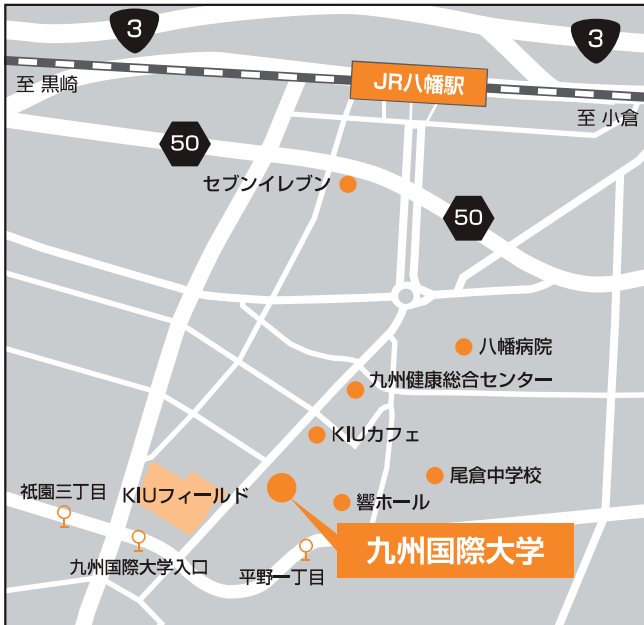 3
3
JR八幡駅
至 黒崎
至 小倉
50
セブンイレブン
50
八幡病院
九州健康総合センター
KIUカフェ
尾倉中学校
祇園三丁目
KIUフィールド
響ホール
九州国際大学
九州国際大学入口
平野一丁目